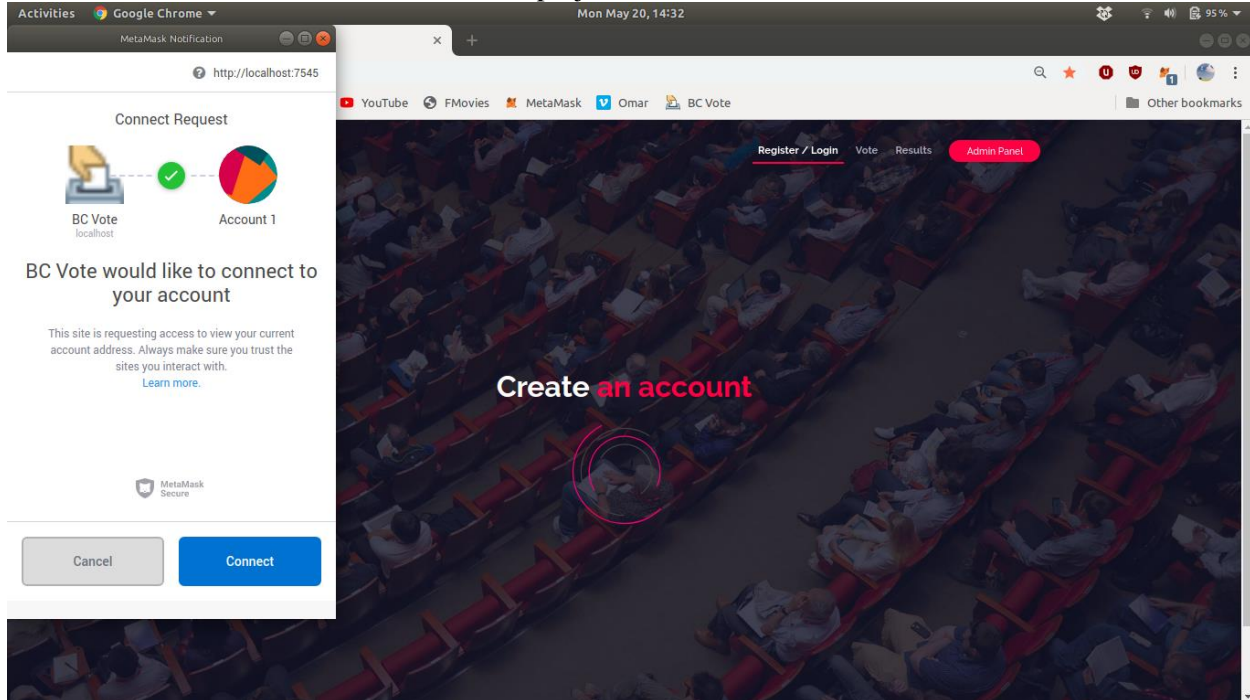 Activities Google Chrome Mon May 20, 14:32 95 %
MetaMask Notification
http://localhost:7545
YouTube FMovies MetaMask Omar BC Vote Other bookmarks
Connect Request
BC Vote Account 1
localhost
BC Vote would like to connect to
your account
This site is requesting access to view your current
account address. Always make sure you trust the
sites you interact with.
Learn more.
MetaMask
Secure
Cancel Connect
Register / Login Vote Results Admin Panel
Create an account
1